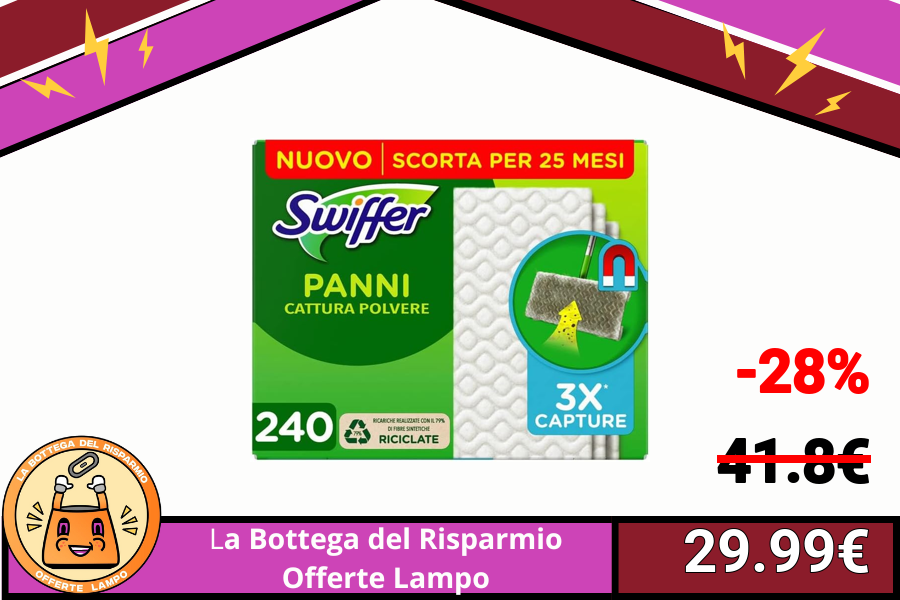 NUOVO | SCORTA PER 25 MESI
Swiffer
PANNI
CATTURA POLVERE
3X*
CAPTURE
240
79%
RICARICHE REALIZZATE CON IL 79%
DI FIBRE SINTETICHE
RICICLATE
-28%
41.8€
29.99€
LA BOTTEGA DEL RISPARMIO
OFFERTE LAMPO
La Bottega del Risparmio
Offerte Lampo